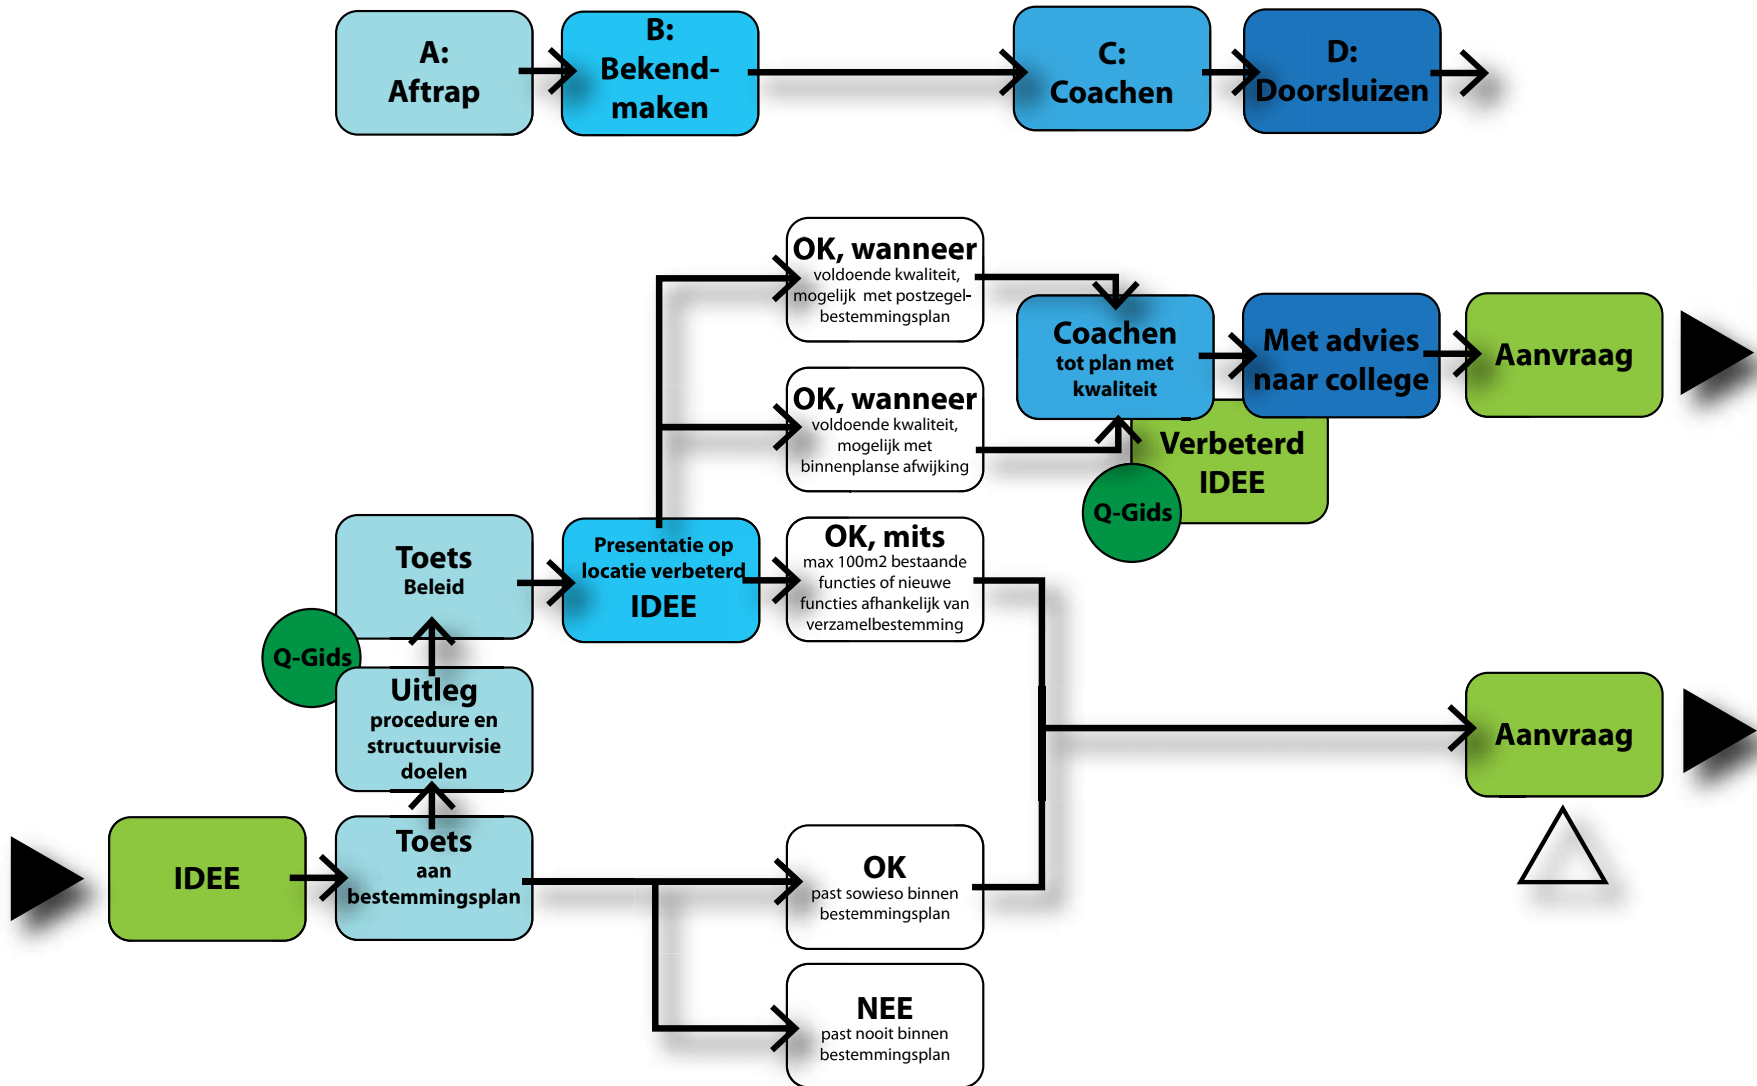 A:
Aftrap
B:
Bekend-
maken
C:
Coachen
D:
Doorsluizen
OK, wanneer
voldoende kwaliteit,
mogelijk met postzegel-
bestemmingsplan
OK, wanneer
voldoende kwaliteit,
mogelijk met
binnenplanse afwijking
Coachen
tot plan met
kwaliteit
Met advies
naar college
Aanvraag
Verbeterd
IDEE
Q-Gids
Toets
Beleid
Presentatie op
locatie verbeterd
IDEE
OK, mits
max 100m2 bestaande
functies of nieuwe
functies afhankelijk van
verzamelbestemming
Q-Gids
Uitleg
procedure en
structuurvisie
doelen
Aanvraag
IDEE
Toets
aan
bestemmingsplan
OK
past sowieso binnen
bestemmingsplan
NEE
past nooit binnen
bestemmingsplan